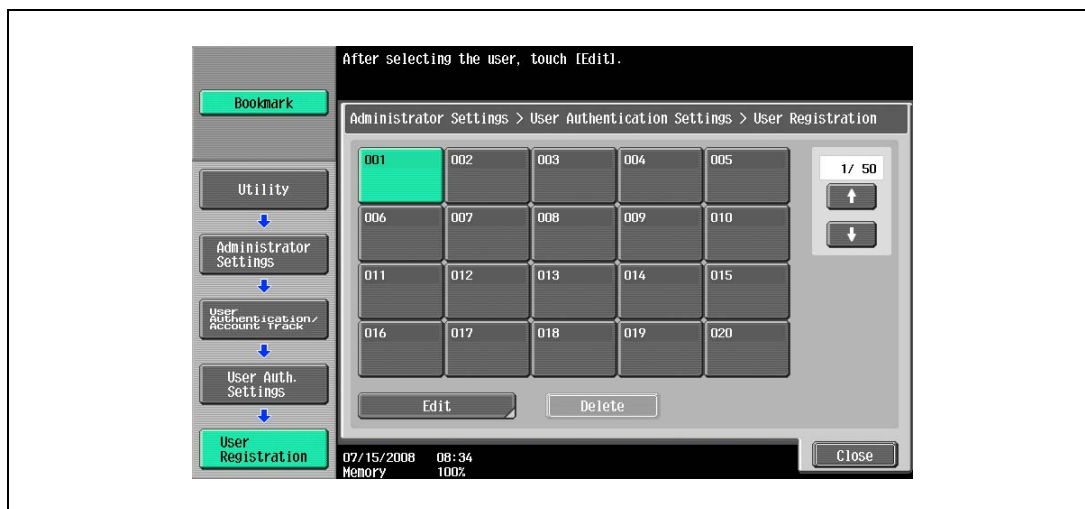 After selecting the user, touch [Edit].
Bookmark
Administrator Settings > User Authentication Settings > User Registration
001 002 003 004 005
1/ 50
Utility
006 007 008 009 010
Administrator
Settings
011 012 013 014 015
User
Authentication/
Account Track
016 017 018 019 020
User Auth.
Settings
Edit Delete
User
Registration
07/15/2008 08:34
Memory 100%
Close